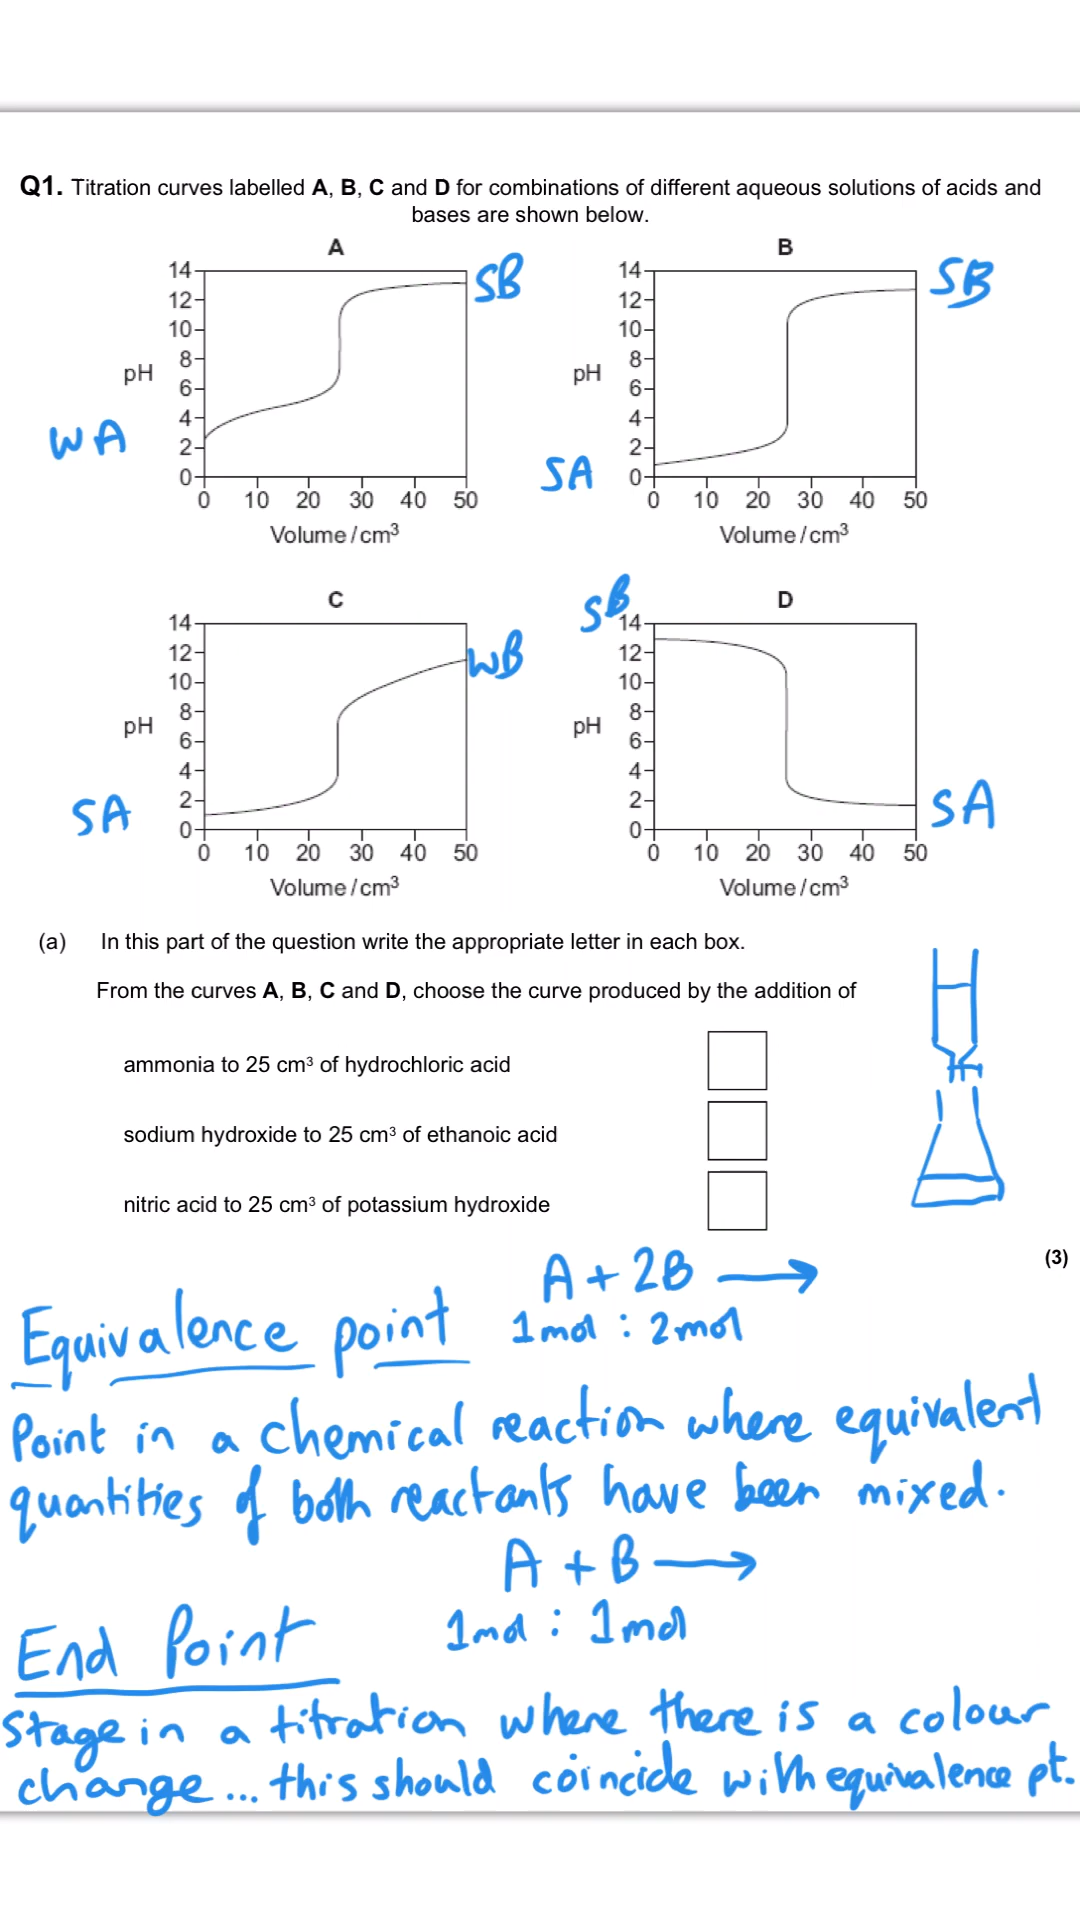 Q1. Titration curves labelled A, B, C and D for combinations of different aqueous solutions of acids and
bases are shown below.
A
14
12
10
8
6
4
2
0
pH
0 10 20 30 40 50
Volume/cm³
WA
SB
B
14
12
10
8
6
4
2
0
pH
0 10 20 30 40 50
Volume/cm³
SA
SB
C
14
12
10
8
6
4
2
0
pH
0 10 20 30 40 50
Volume/cm³
SA
WB
D
14
12
10
8
6
4
2
0
pH
0 10 20 30 40 50
Volume/cm³
SB
SA
(a) In this part of the question write the appropriate letter in each box.
From the curves A, B, C and D, choose the curve produced by the addition of
ammonia to 25 cm³ of hydrochloric acid
sodium hydroxide to 25 cm³ of ethanoic acid
nitric acid to 25 cm³ of potassium hydroxide
(3)
A + 2B →
Equivalence point 1mol : 2mol
Point in a chemical reaction where equivalent
quantities of both reactants have been mixed.
A + B →
End Point 1mol : 1mol
Stage in a titration where there is a colour
change... this should coincide with equivalence pt.